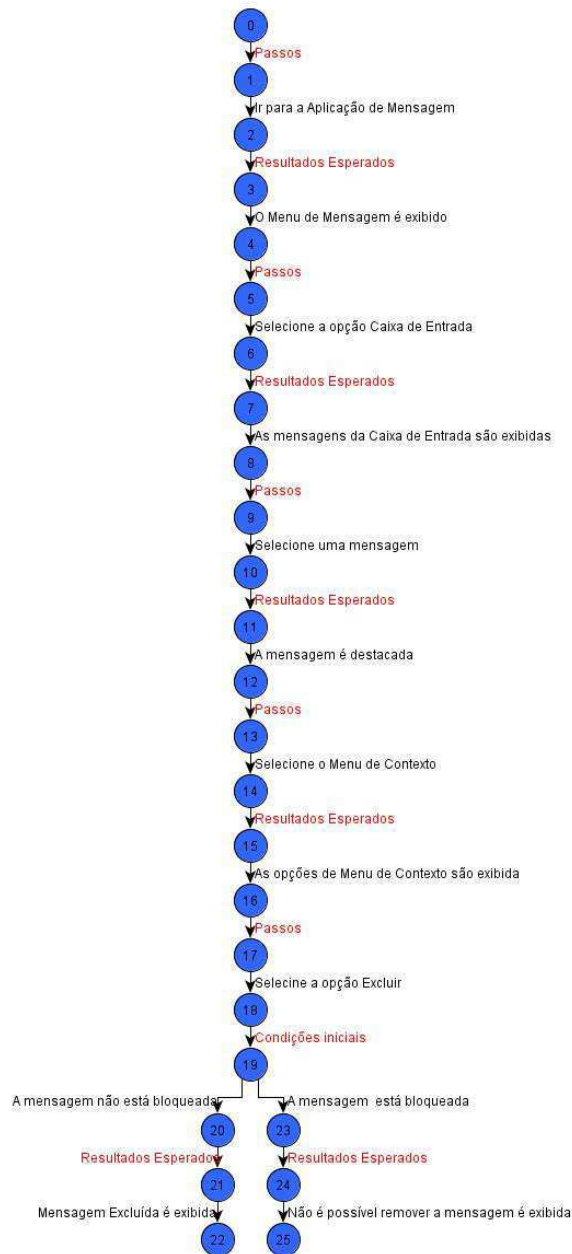 0
Passos
1
Ir para a Aplicação de Mensagem
2
Resultados Esperados
3
O Menu de Mensagem é exibido
4
Passos
5
Selecione a opção Caixa de Entrada
6
Resultados Esperados
7
As mensagens da Caixa de Entrada são exibidas
8
Passos
9
Selecione uma mensagem
10
Resultados Esperados
11
A mensagem é destacada
12
Passos
13
Selecione o Menu de Contexto
14
Resultados Esperados
15
As opções de Menu de Contexto são exibida
16
Passos
17
Selecine a opção Excluir
18
Condições iniciais
19
A mensagem não está bloqueada
A mensagem está bloqueada
20
23
Resultados Esperados
Resultados Esperados
21
24
Mensagem Excluída é exibida
Não é possível remover a mensagem é exibida
22
25